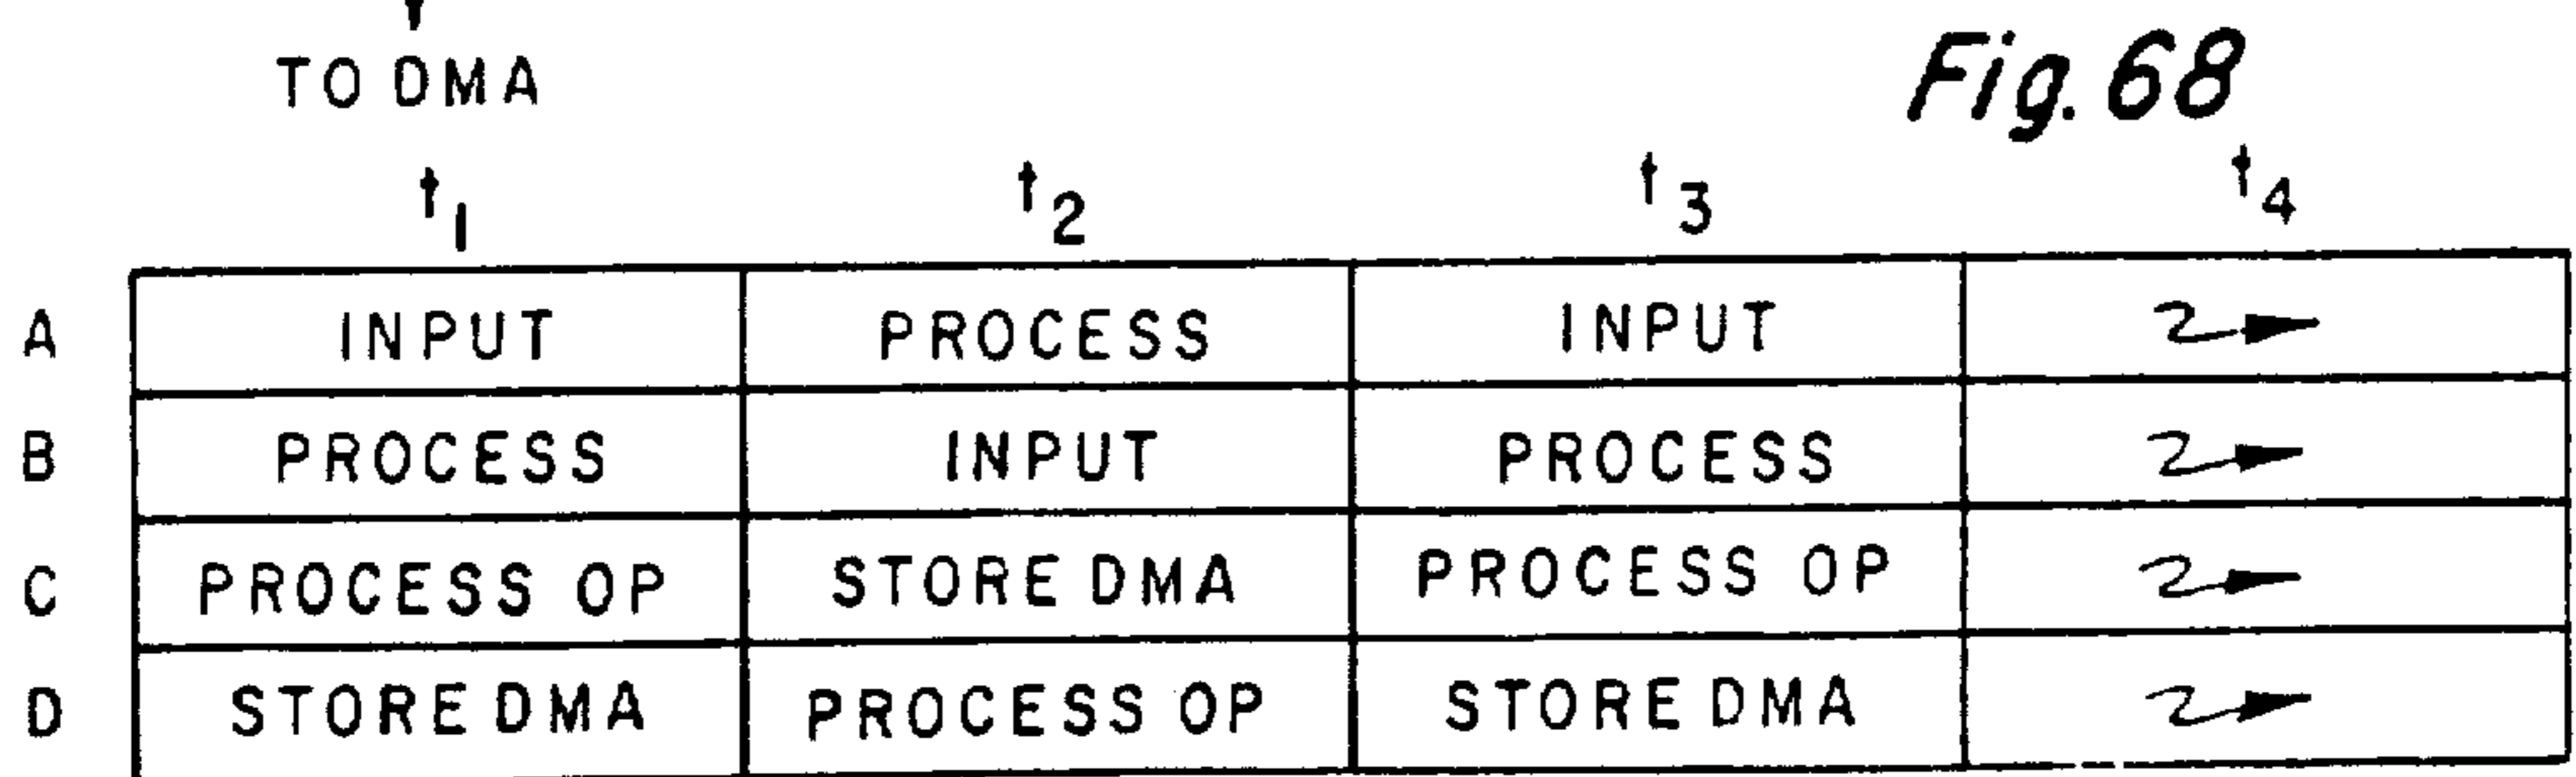 TO DMA
Fig. 68
t1 t2 t3 t4
A INPUT PROCESS INPUT
B PROCESS INPUT PROCESS
C PROCESS OP STORE DMA PROCESS OP
D STORE DMA PROCESS OP STORE DMA